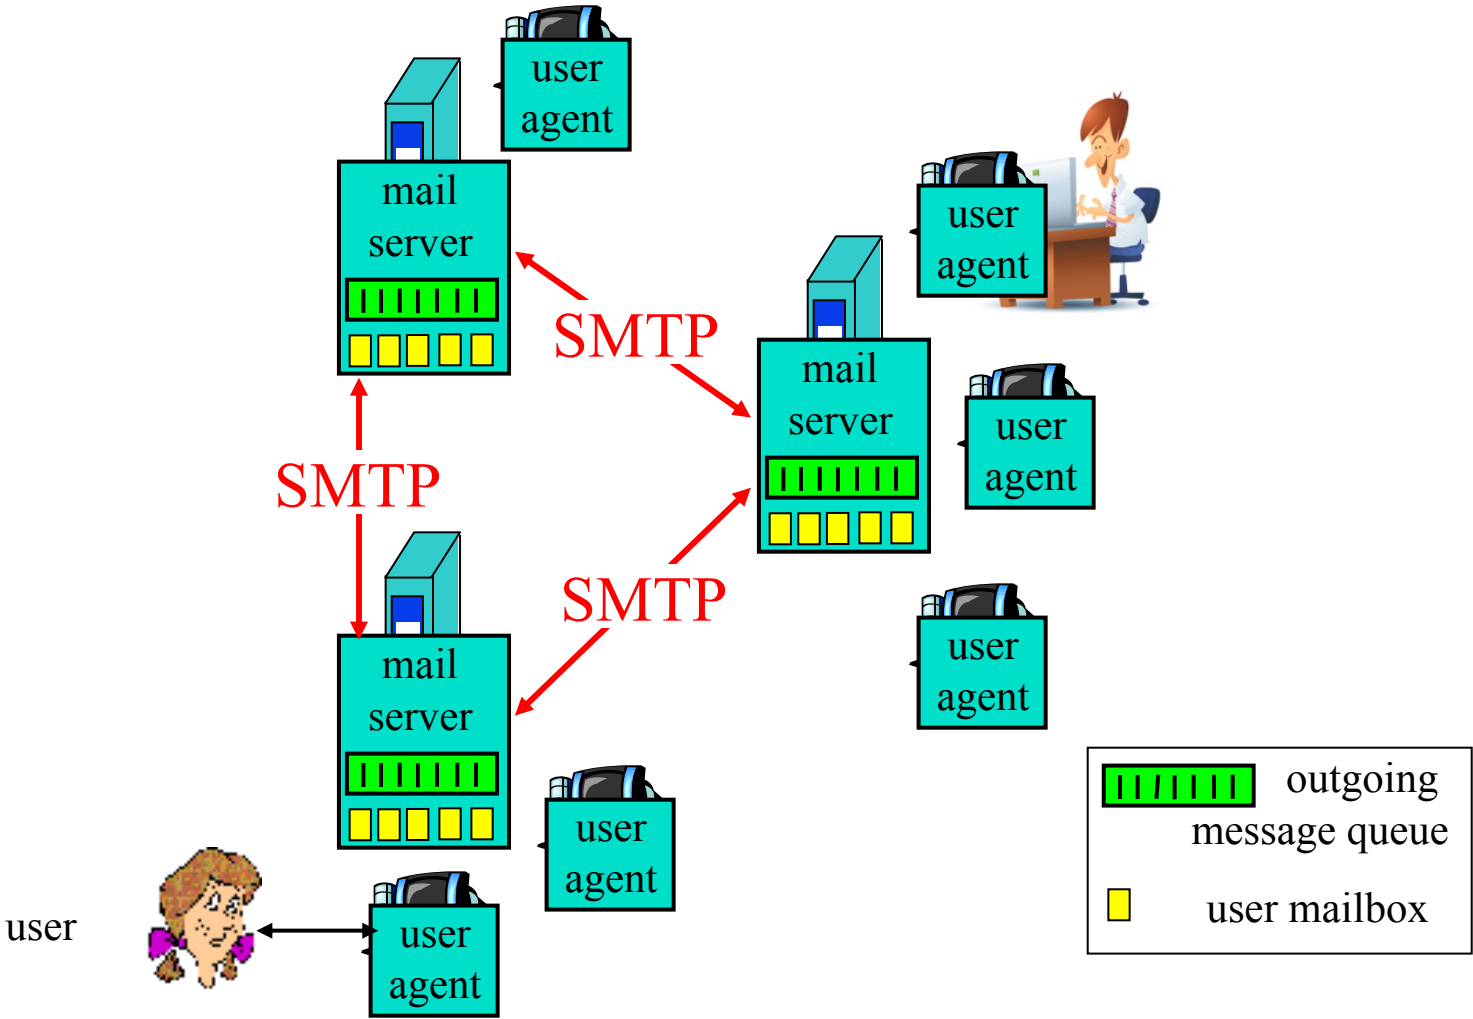 user
agent
mail
server
user
agent
SMTP
mail
server
user
agent
SMTP
SMTP
mail
server
user
agent
user
agent
outgoing
message queue
user mailbox
user
user
agent